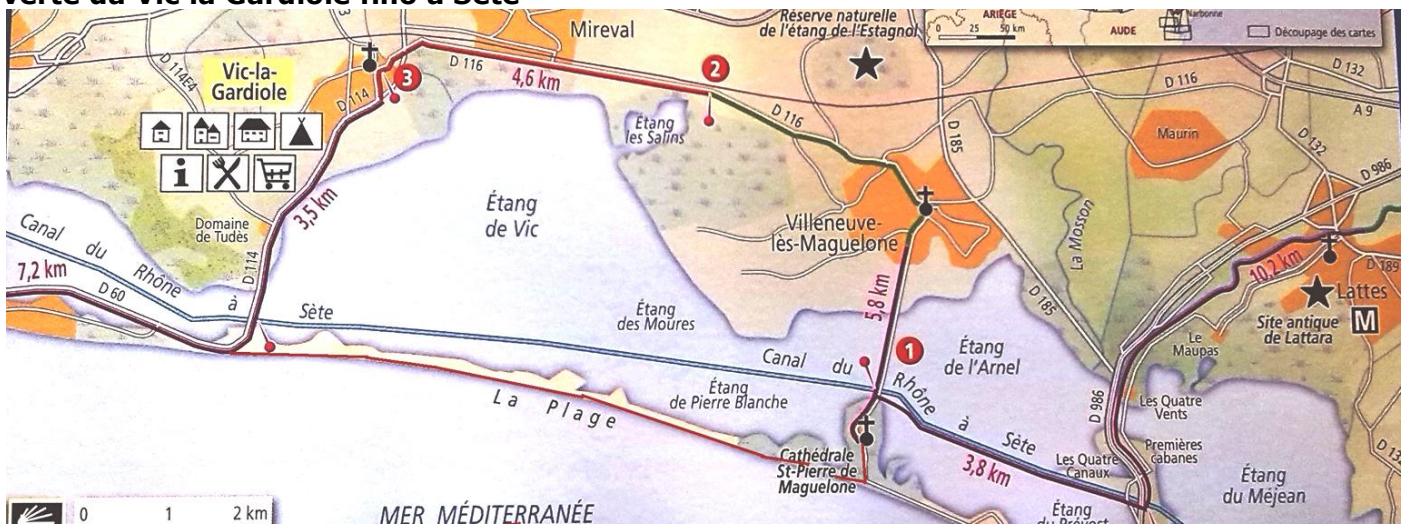 verte du Vic la Gardiole fino a Sète
Mireval
Réserve naturelle
de l'étang de l'Estagnol
ARIÈGE
AUDE
Narbonne
0 25 50 km
Découpage des cartes
D 132
D 116
A 9
Vic-la-
Gardiole
D 114E4
3
D 114
D 116
4,6 km
2
D 116
D 185
Étang
les Salins
Maurin
D 132
D 986
i
3,5 km
Étang
de Vic
Villeneuve-
lès-Maguelone
La Mosson
Domaine
de Tudès
D 114
10,2 km
D 189
Lattes
M
Site antique
de Lattara
Canal du Rhône à Sète
7,2 km
D 60
Étang
des Moures
5,8 km
D 185
1
Étang
de l'Arnel
Le
Maupas
Canal du Rhône à Sète
Étang
de Pierre Blanche
La Plage
D 986
Les Quatre
Vents
Premières
cabanes
Les Quatre
Canaux
Cathédrale
St-Pierre de
Maguelone
3,8 km
Étang
du Méjean
Étang
du Prévost
0 1 2 km
MER MÉDITERRANÉE